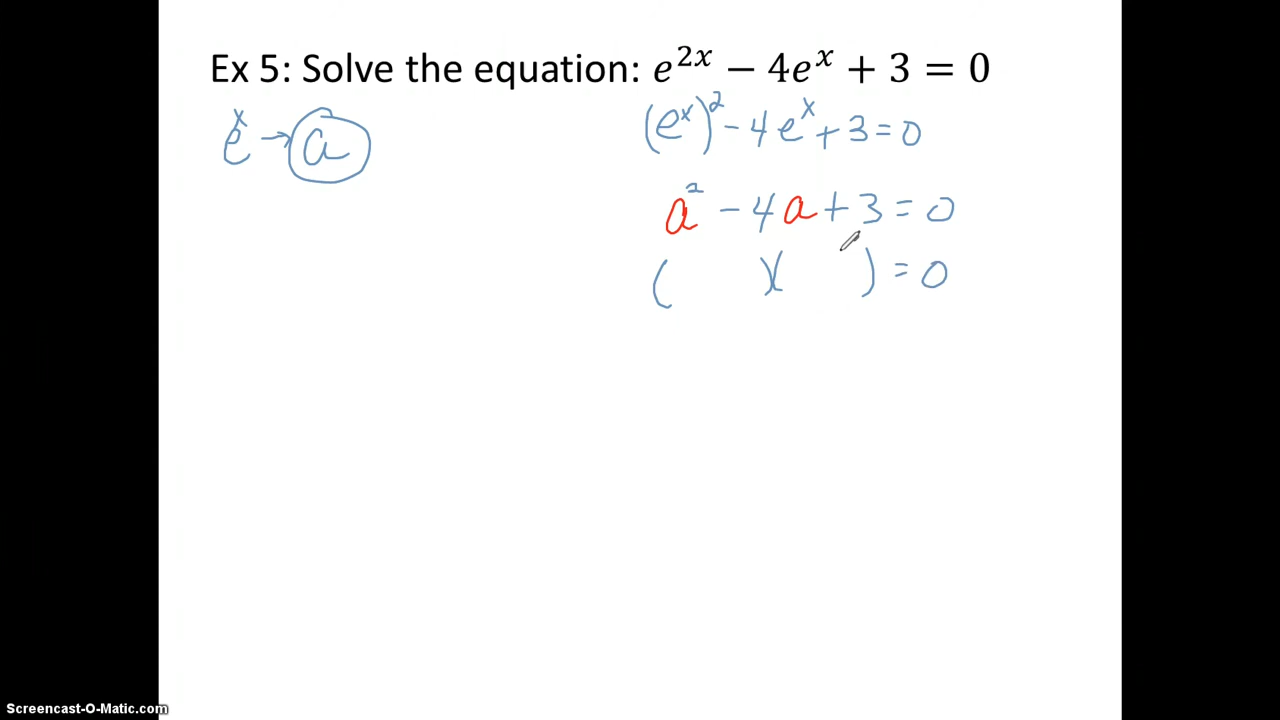 Ex 5: Solve the equation: e^{2x} − 4e^x + 3 = 0
e^x → a
(e^x)^2 - 4e^x + 3 = 0
a^2 - 4a + 3 = 0
( )( ) = 0
Screencast-O-Matic.com